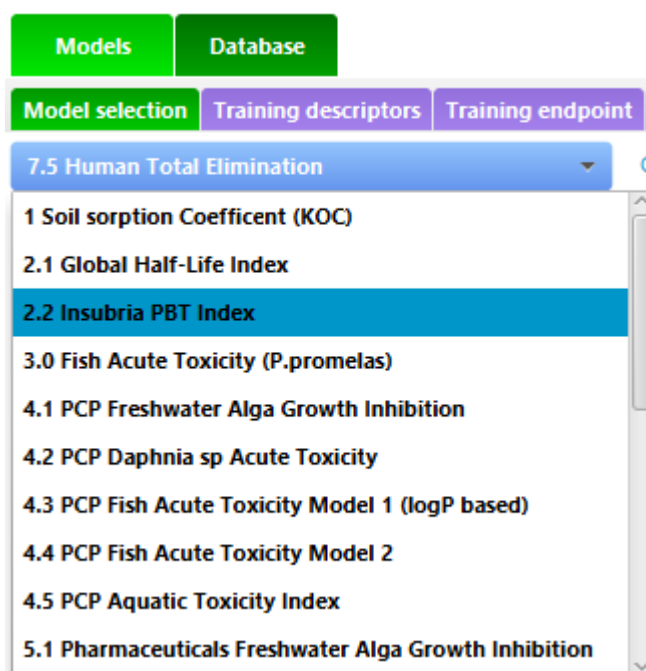 Models Database
Model selection Training descriptors Training endpoint
7.5 Human Total Elimination
1 Soil sorption Coefficent (KOC)
2.1 Global Half-Life Index
2.2 Insubria PBT Index
3.0 Fish Acute Toxicity (P.promelas)
4.1 PCP Freshwater Alga Growth Inhibition
4.2 PCP Daphnia sp Acute Toxicity
4.3 PCP Fish Acute Toxicity Model 1 (logP based)
4.4 PCP Fish Acute Toxicity Model 2
4.5 PCP Aquatic Toxicity Index
5.1 Pharmaceuticals Freshwater Alga Growth Inhibition